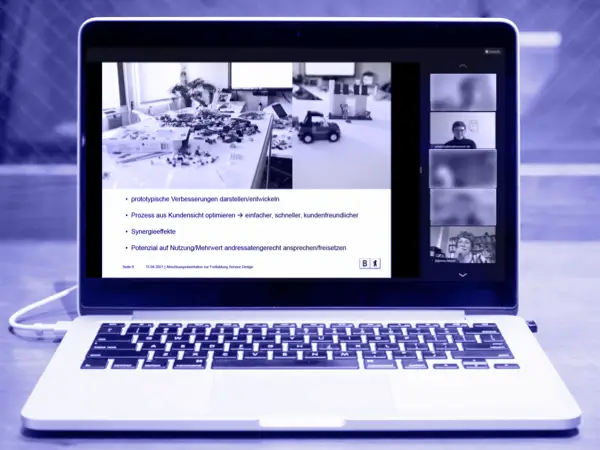 • prototypische Verbesserungen darstellen/entwickeln
• Prozess aus Kundensicht optimieren → einfacher, schneller, kundenfreundlicher
• Synergieeffekte
• Potenzial auf Nutzung/Mehrwert andressatengerecht ansprechen/freisetzen
Seite 6 | Abschlusspräsentation zur Fortbildung Service Design
B